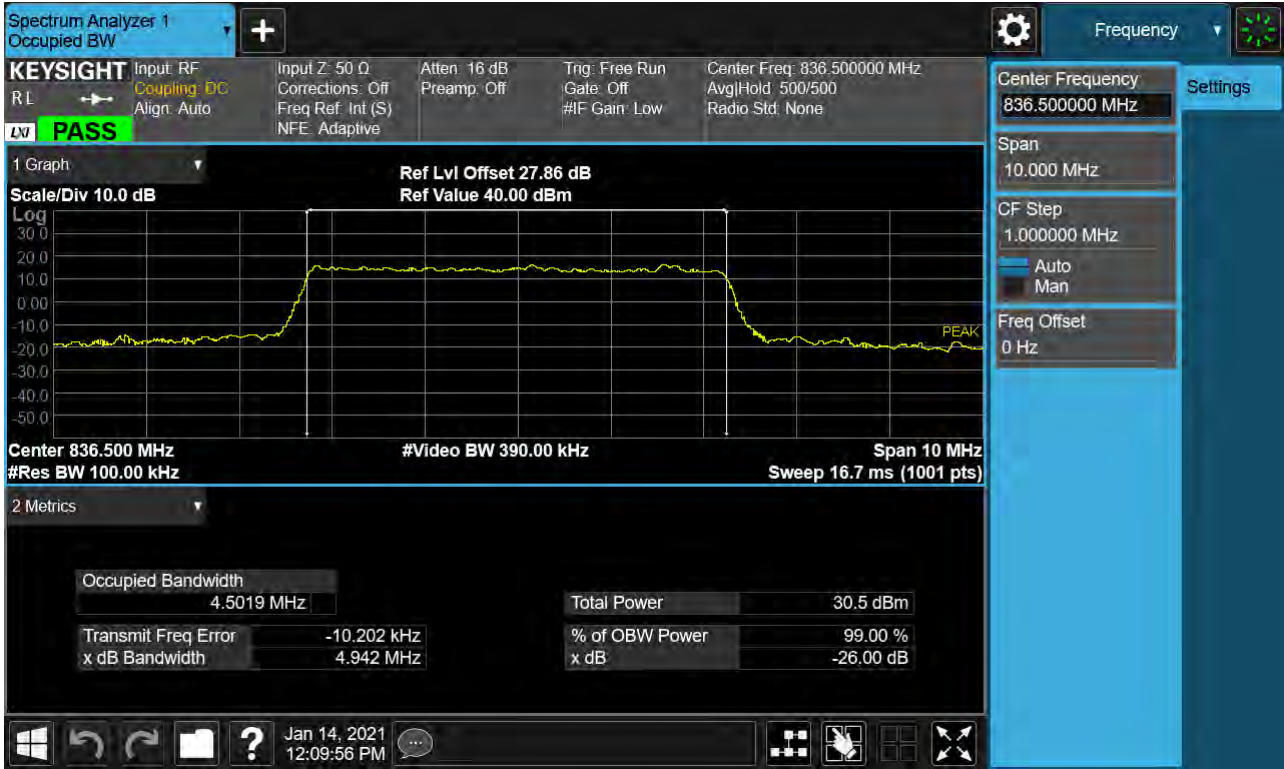 Spectrum Analyzer 1
Occupied BW
Frequency
KEYSIGHT
R L
LXI
PASS
Input: RF
Coupling: DC
Align: Auto
Input Z: 50 Ω
Corrections: Off
Freq Ref: Int (S)
NFE: Adaptive
Atten: 16 dB
Preamp: Off
Trig: Free Run
Gate: Off
#IF Gain: Low
Center Freq: 836.500000 MHz
Avg|Hold: 500/500
Radio Std: None
1 Graph
Scale/Div 10.0 dB
Ref Lvl Offset 27.86 dB
Ref Value 40.00 dBm
Log
30.0
20.0
10.0
0.00
-10.0
-20.0
-30.0
-40.0
-50.0
PEAK
Center 836.500 MHz
#Video BW 390.00 kHz
Span 10 MHz
#Res BW 100.00 kHz
Sweep 16.7 ms (1001 pts)
2 Metrics
Occupied Bandwidth
4.5019 MHz
Total Power 30.5 dBm
Transmit Freq Error -10.202 kHz
% of OBW Power 99.00 %
x dB Bandwidth 4.942 MHz
x dB -26.00 dB
Center Frequency
836.500000 MHz
Settings
Span
10.000 MHz
CF Step
1.000000 MHz
Auto
Man
Freq Offset
0 Hz
?
Jan 14, 2021
12:09:56 PM